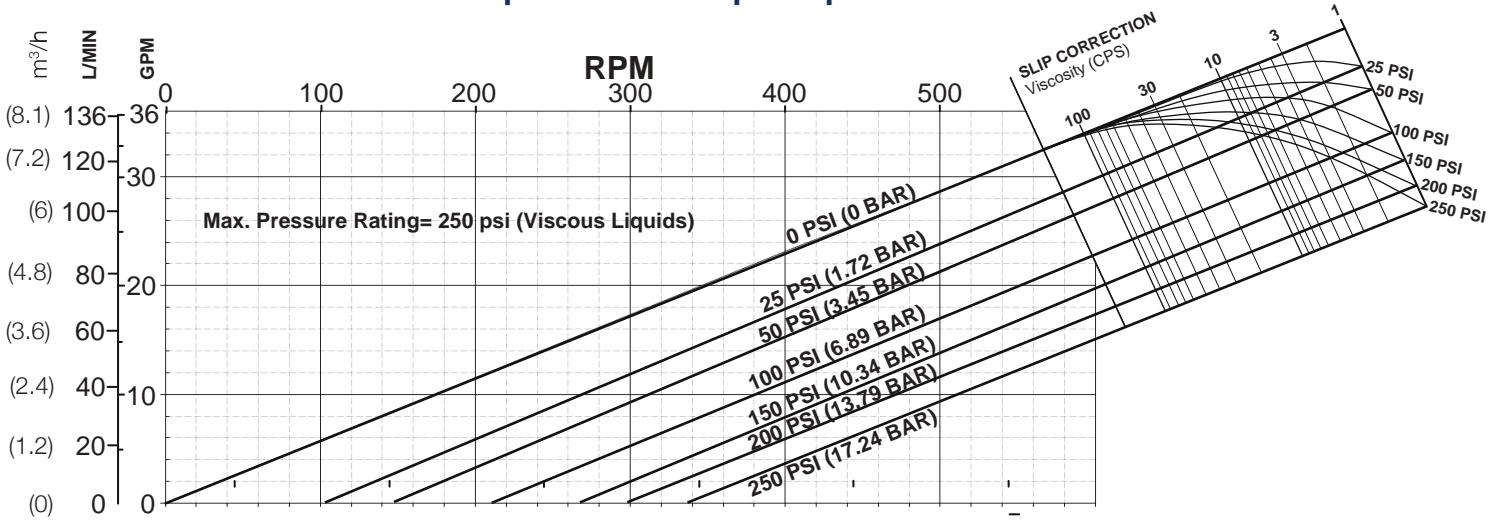 SLIP CORRECTION
Viscosity (CPS)
1
3
10
30
100
25 PSI
50 PSI
100 PSI
150 PSI
200 PSI
250 PSI
m³/h
L/MIN
GPM
RPM
0 100 200 300 400 500
(8.1) 136 36
(7.2) 120
30
(6) 100
(4.8) 80
20
(3.6) 60
(2.4) 40
10
(1.2) 20
(0) 0 0
Max. Pressure Rating= 250 psi (Viscous Liquids)
0 PSI (0 BAR)
25 PSI (1.72 BAR)
50 PSI (3.45 BAR)
100 PSI (6.89 BAR)
150 PSI (10.34 BAR)
200 PSI (13.79 BAR)
250 PSI (17.24 BAR)